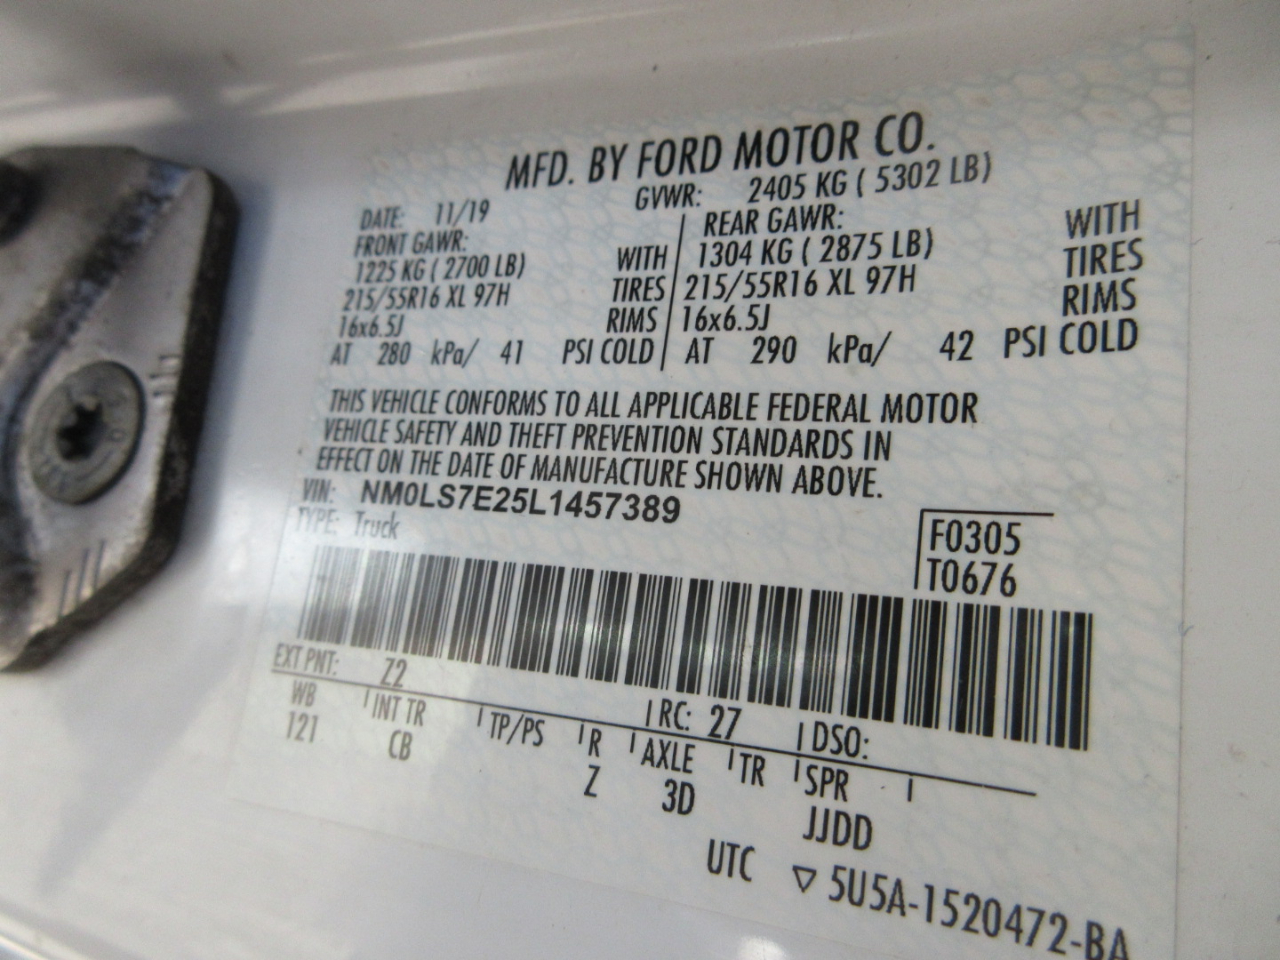 MFD. BY FORD MOTOR CO.
DATE: 11/19 GVWR: 2405 KG ( 5302 LB)
FRONT GAWR: REAR GAWR:
1225 KG ( 2700 LB) WITH 1304 KG ( 2875 LB) WITH
215/55R16 XL 97H TIRES 215/55R16 XL 97H TIRES
16x6.5J RIMS 16x6.5J RIMS
AT 280 kPa/ 41 PSI COLD AT 290 kPa/ 42 PSI COLD
THIS VEHICLE CONFORMS TO ALL APPLICABLE FEDERAL MOTOR
VEHICLE SAFETY AND THEFT PREVENTION STANDARDS IN
EFFECT ON THE DATE OF MANUFACTURE SHOWN ABOVE.
VIN: NM0LS7E25L1457389
TYPE: Truck
F0305
T0676
EXT PNT: Z2 RC: 27 DSO:
WB INT TR TP/PS R AXLE TR SPR
121 CB Z 3D JJDD
UTC ▽ 5U5A-1520472-BA